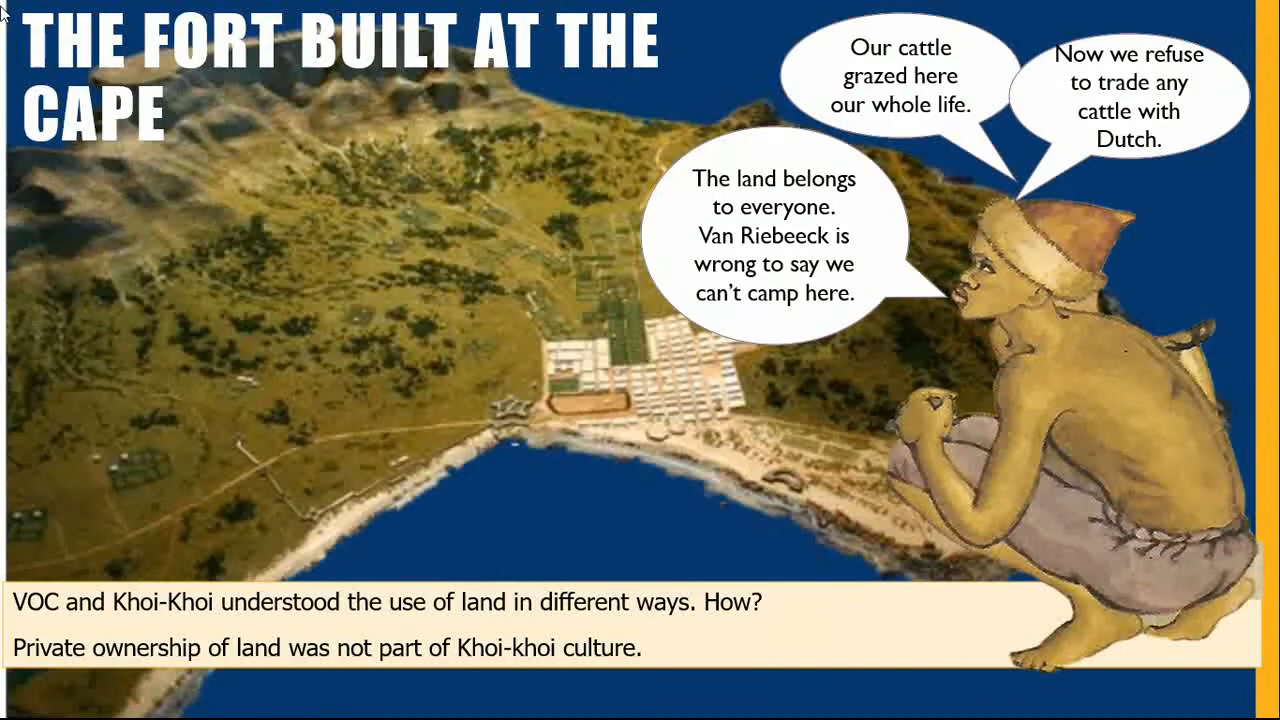 THE FORT BUILT AT THE
CAPE
Our cattle
grazed here
our whole life.
Now we refuse
to trade any
cattle with
Dutch.
The land belongs
to everyone.
Van Riebeeck is
wrong to say we
can't camp here.
VOC and Khoi-Khoi understood the use of land in different ways. How?
Private ownership of land was not part of Khoi-khoi culture.